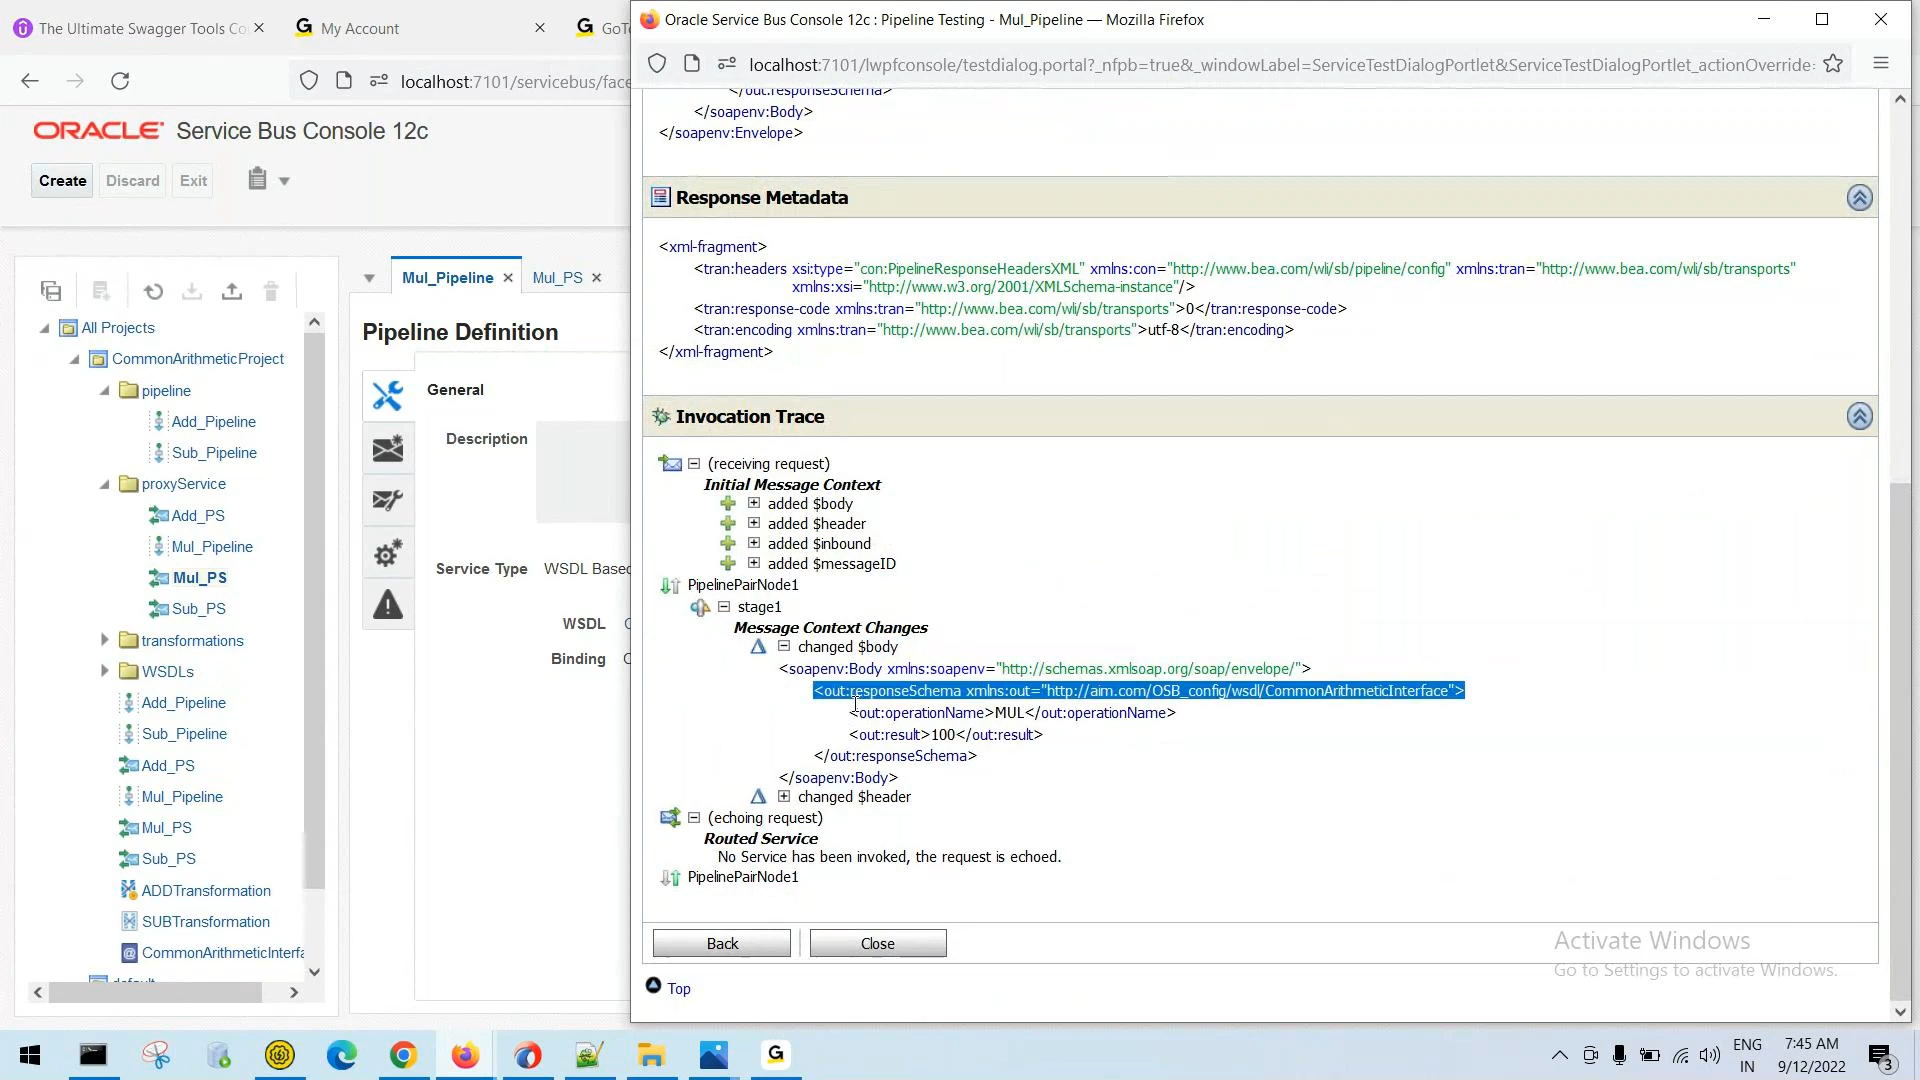 The Ultimate Swagger Tools Co
My Account
GoTo
Oracle Service Bus Console 12c : Pipeline Testing - Mul_Pipeline — Mozilla Firefox
localhost:7101/servicebus/face
localhost:7101/lwpfconsole/testdialog.portal?_nfpb=true&_windowLabel=ServiceTestDialogPortlet&ServiceTestDialogPortlet_actionOverride=
ORACLE Service Bus Console 12c
Create
Discard
Exit
All Projects
CommonArithmeticProject
pipeline
Add_Pipeline
Sub_Pipeline
proxyService
Add_PS
Mul_Pipeline
Mul_PS
Sub_PS
transformations
WSDLs
Add_Pipeline
Sub_Pipeline
Add_PS
Mul_Pipeline
Mul_PS
Sub_PS
ADDTransformation
SUBTransformation
CommonArithmeticInterfa
default
Mul_Pipeline
Mul_PS
Pipeline Definition
General
Description
Service Type WSDL Based
WSDL
Binding
</out:responseSchema>
</soapenv:Body>
</soapenv:Envelope>
Response Metadata
<xml-fragment>
<tran:headers xsi:type="con:PipelineResponseHeadersXML" xmlns:con="http://www.bea.com/wli/sb/pipeline/config" xmlns:tran="http://www.bea.com/wli/sb/transports"
xmlns:xsi="http://www.w3.org/2001/XMLSchema-instance"/>
<tran:response-code xmlns:tran="http://www.bea.com/wli/sb/transports">0</tran:response-code>
<tran:encoding xmlns:tran="http://www.bea.com/wli/sb/transports">utf-8</tran:encoding>
</xml-fragment>
Invocation Trace
(receiving request)
Initial Message Context
added $body
added $header
added $inbound
added $messageID
PipelinePairNode1
stage1
Message Context Changes
changed $body
<soapenv:Body xmlns:soapenv="http://schemas.xmlsoap.org/soap/envelope/">
<out:responseSchema xmlns:out="http://aim.com/OSB_config/wsdl/CommonArithmeticInterface">
<out:operationName>MUL</out:operationName>
<out:result>100</out:result>
</out:responseSchema>
</soapenv:Body>
changed $header
(echoing request)
Routed Service
No Service has been invoked, the request is echoed.
PipelinePairNode1
Back
Close
Top
Activate Windows
Go to Settings to activate Windows.
ENG
IN
7:45 AM
9/12/2022
3